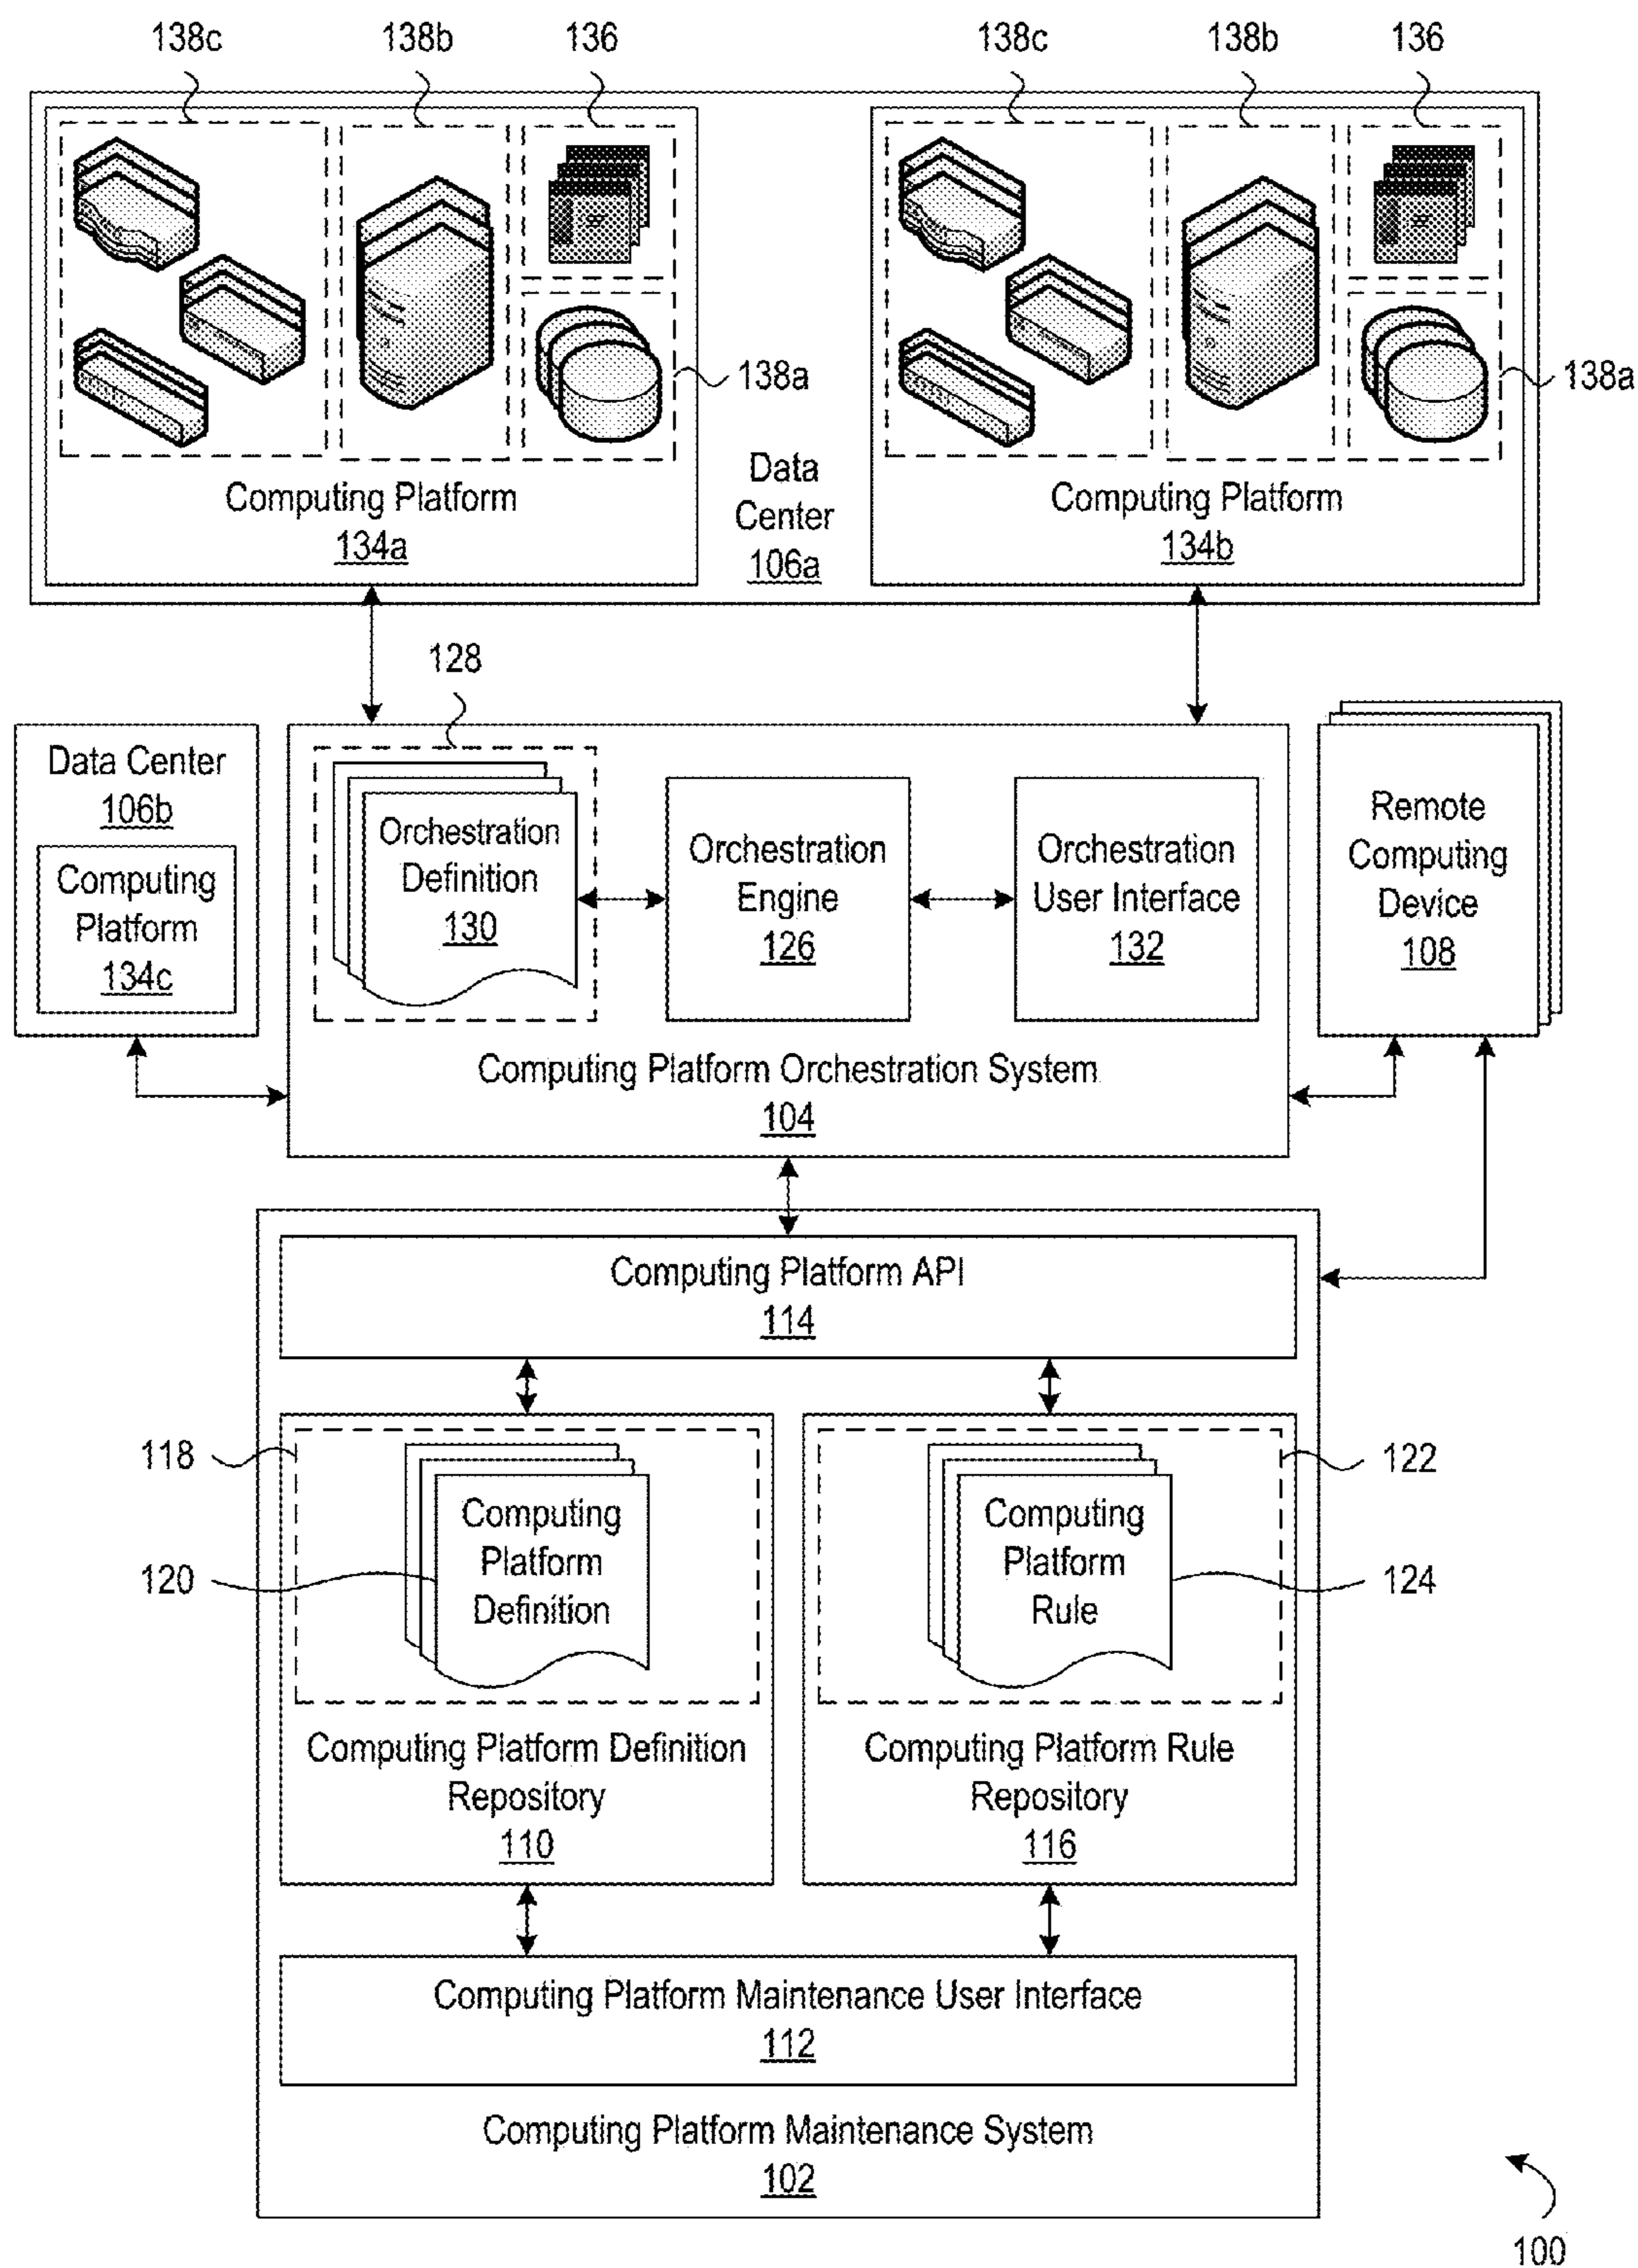 138c
138b
136
138c
138b
136
138a
138a
Computing Platform
134a
Data
Center
106a
Computing Platform
134b
128
Data Center
106b
Computing
Platform
134c
Orchestration
Definition
130
Orchestration
Engine
126
Orchestration
User Interface
132
Remote
Computing
Device
108
Computing Platform Orchestration System
104
Computing Platform API
114
118
122
Computing
Platform
Definition
120
Computing
Platform
Rule
124
Computing Platform Definition
Repository
110
Computing Platform Rule
Repository
116
Computing Platform Maintenance User Interface
112
Computing Platform Maintenance System
102
100